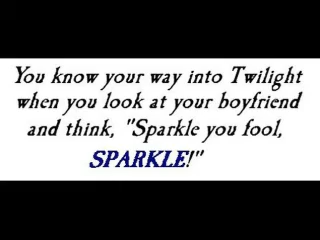 You know your way into Twilight
when you look at your boyfriend
and think, "Sparkle you fool,
SPARKLE!"